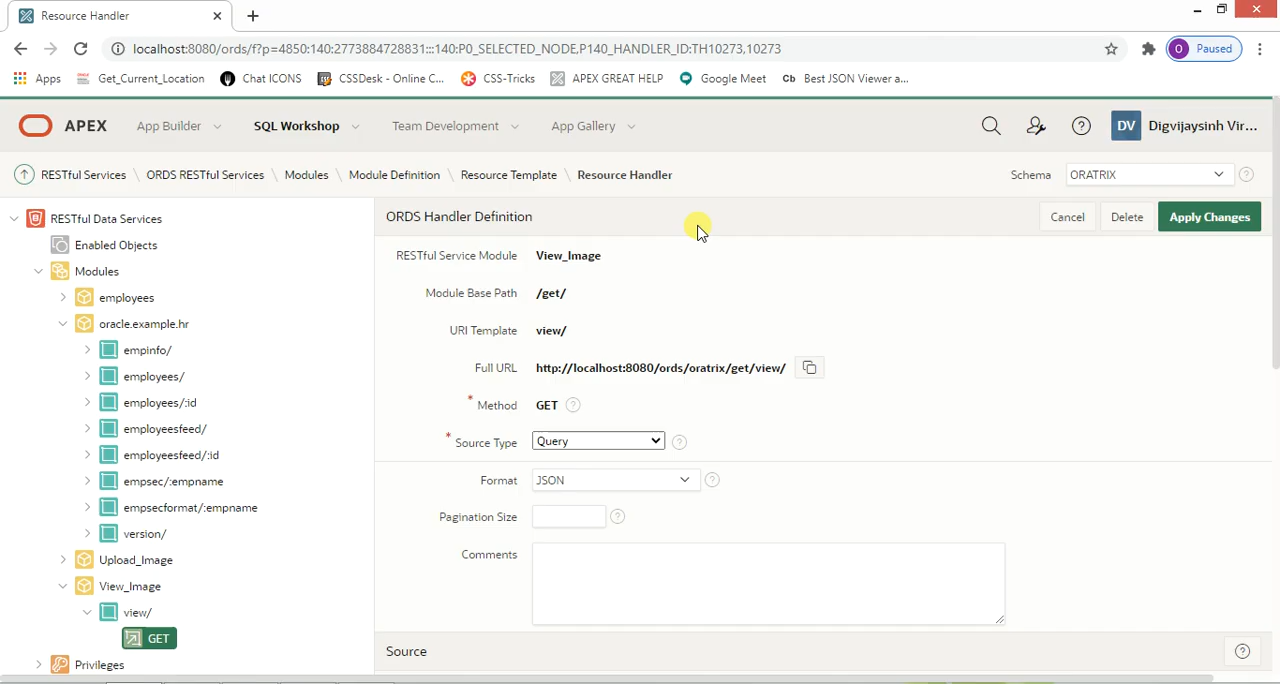 Resource Handler
localhost:8080/ords/f?p=4850:140:2773884728831:::140:P0_SELECTED_NODE,P140_HANDLER_ID:TH10273,10273
O Paused
Apps Get_Current_Location Chat ICONS CSSDesk - Online C... CSS-Tricks APEX GREAT HELP Google Meet Cb Best JSON Viewer a...
APEX App Builder SQL Workshop Team Development App Gallery DV Digvijaysinh Vir...
RESTful Services \ ORDS RESTful Services \ Modules \ Module Definition \ Resource Template \ Resource Handler Schema ORATRIX
RESTful Data Services
Enabled Objects
Modules
employees
oracle.example.hr
empinfo/
employees/
employees/:id
employeesfeed/
employeesfeed/:id
empsec/:empname
empsecformat/:empname
version/
Upload_Image
View_Image
view/
GET
Privileges
ORDS Handler Definition Cancel Delete Apply Changes
RESTful Service Module View_Image
Module Base Path /get/
URI Template view/
Full URL http://localhost:8080/ords/oratrix/get/view/
* Method GET
* Source Type Query
Format JSON
Pagination Size
Comments
Source